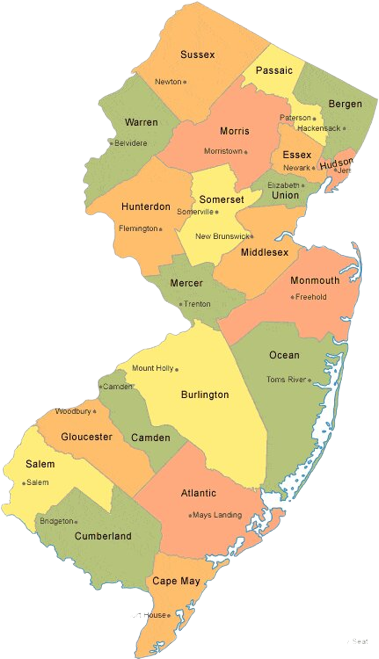 Sussex
Newton
Passaic
Bergen
Warren
Morris
Paterson
Hackensack
Belvidere
Morristown
Essex
Hudson
Newark
Jer
Elizabeth
Union
Hunterdon
Somerset
Somerville
Flemington
New Brunswick
Middlesex
Mercer
Monmouth
Trenton
Freehold
Ocean
Mount Holly
Toms River
Camden
Burlington
Woodbury
Gloucester
Camden
Salem
Salem
Atlantic
Mays Landing
Bridgeton
Cumberland
Cape May
House
Seat